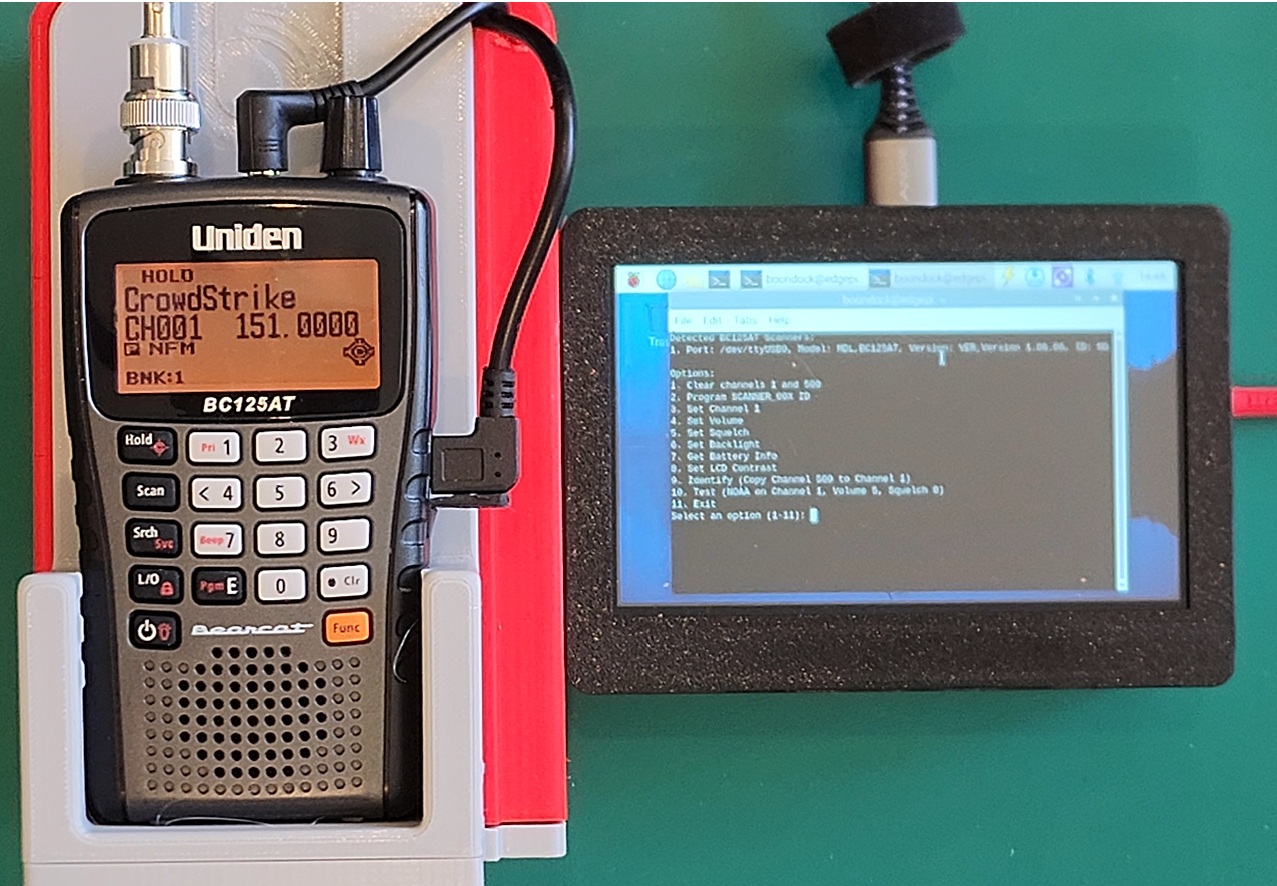 Uniden
HOLD
CrowdStrike
CH001 151.0000
P NFM
BNK:1
BC125AT
Hold Pri 1 2 3 Wx
Scan < 4 5 6 >
Srch Svc Beep 7 8 9
L/O Pgm E 0 • Clr
Bearcat Func
boondock@edgepi
boondock@edgepi
boondock@edgepi: ~
File Edit Tabs Help
Detected BC125AT Scanners:
1. Port: /dev/ttyUSB0, Model: MDL,BC125AT, Version: VER,Version 1.06.06, ID:
Options:
1. Clear channels 1 and 500
2. Program SCANNER_00X ID
3. Set Channel 1
4. Set Volume
5. Set Squelch
6. Set Backlight
7. Get Battery Info
8. Set LCD Contrast
9. Identify (Copy Channel 500 to Channel 1)
10. Test (NOAA on Channel 1, Volume 5, Squelch 0)
11. Exit
Select an option (1-11):